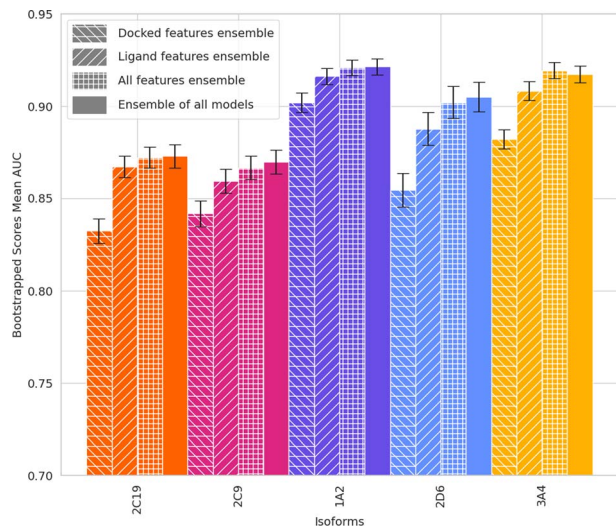 0.95
0.90
0.85
0.80
0.75
0.70
Bootstrapped Scores Mean AUC
Docked features ensemble
Ligand features ensemble
All features ensemble
Ensemble of all models
2C19
2C9
1A2
2D6
3A4
Isoforms